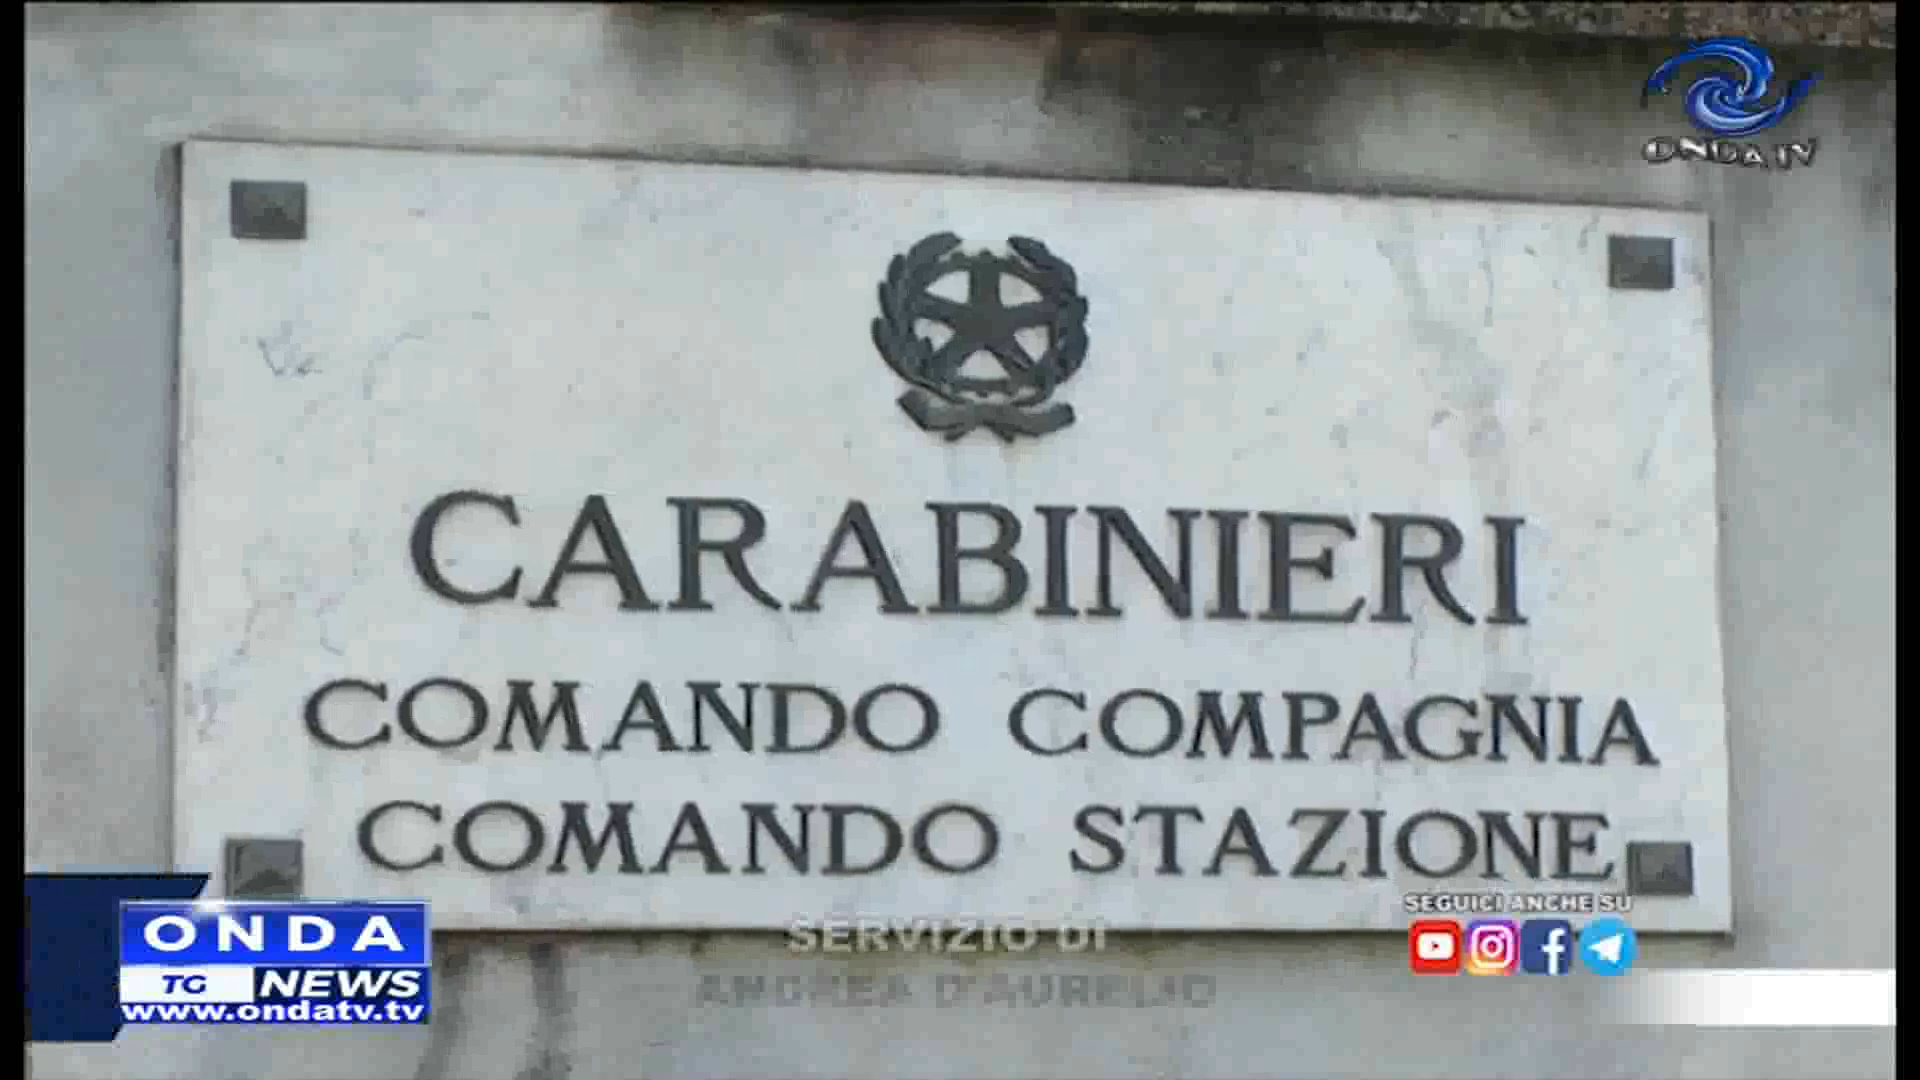 ONDA TV
CARABINIERI
COMANDO COMPAGNIA
COMANDO STAZIONE
SEGUICI ANCHE SU
SERVIZIO DI
ANDREA D'AURELIO
ONDA
TG NEWS
www.ondatv.tv